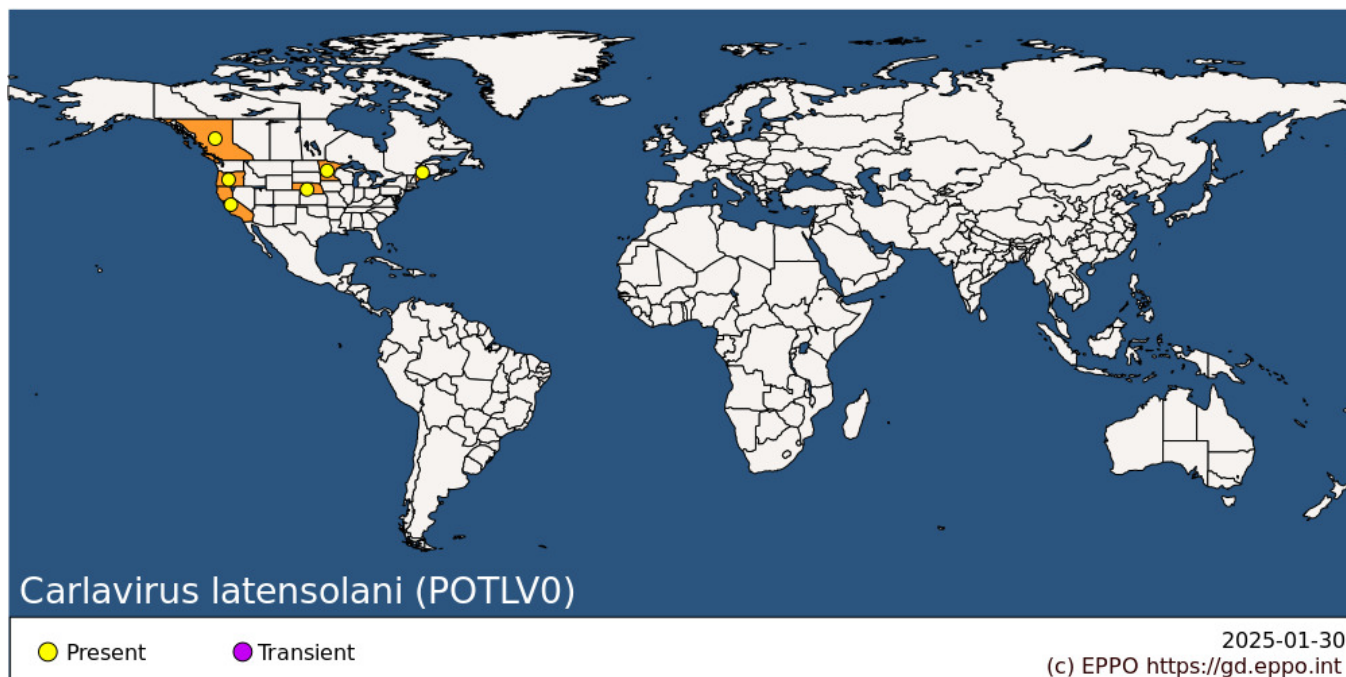 Carlavirus latensolani (POTLV0)
Present
Transient
2025-01-30
(c) EPPO https://gd.eppo.int